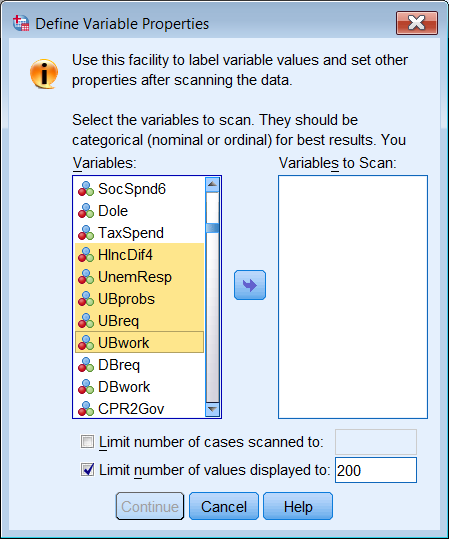 Define Variable Properties
Use this facility to label variable values and set other
properties after scanning the data.
Select the variables to scan. They should be
categorical (nominal or ordinal) for best results. You
Variables:
SocSpnd6
Dole
TaxSpend
HIncDif4
UnemResp
UBprobs
UBreq
UBwork
DBreq
DBwork
CPR2Gov
Variables to Scan:
Limit number of cases scanned to:
Limit number of values displayed to: 200
Continue Cancel Help